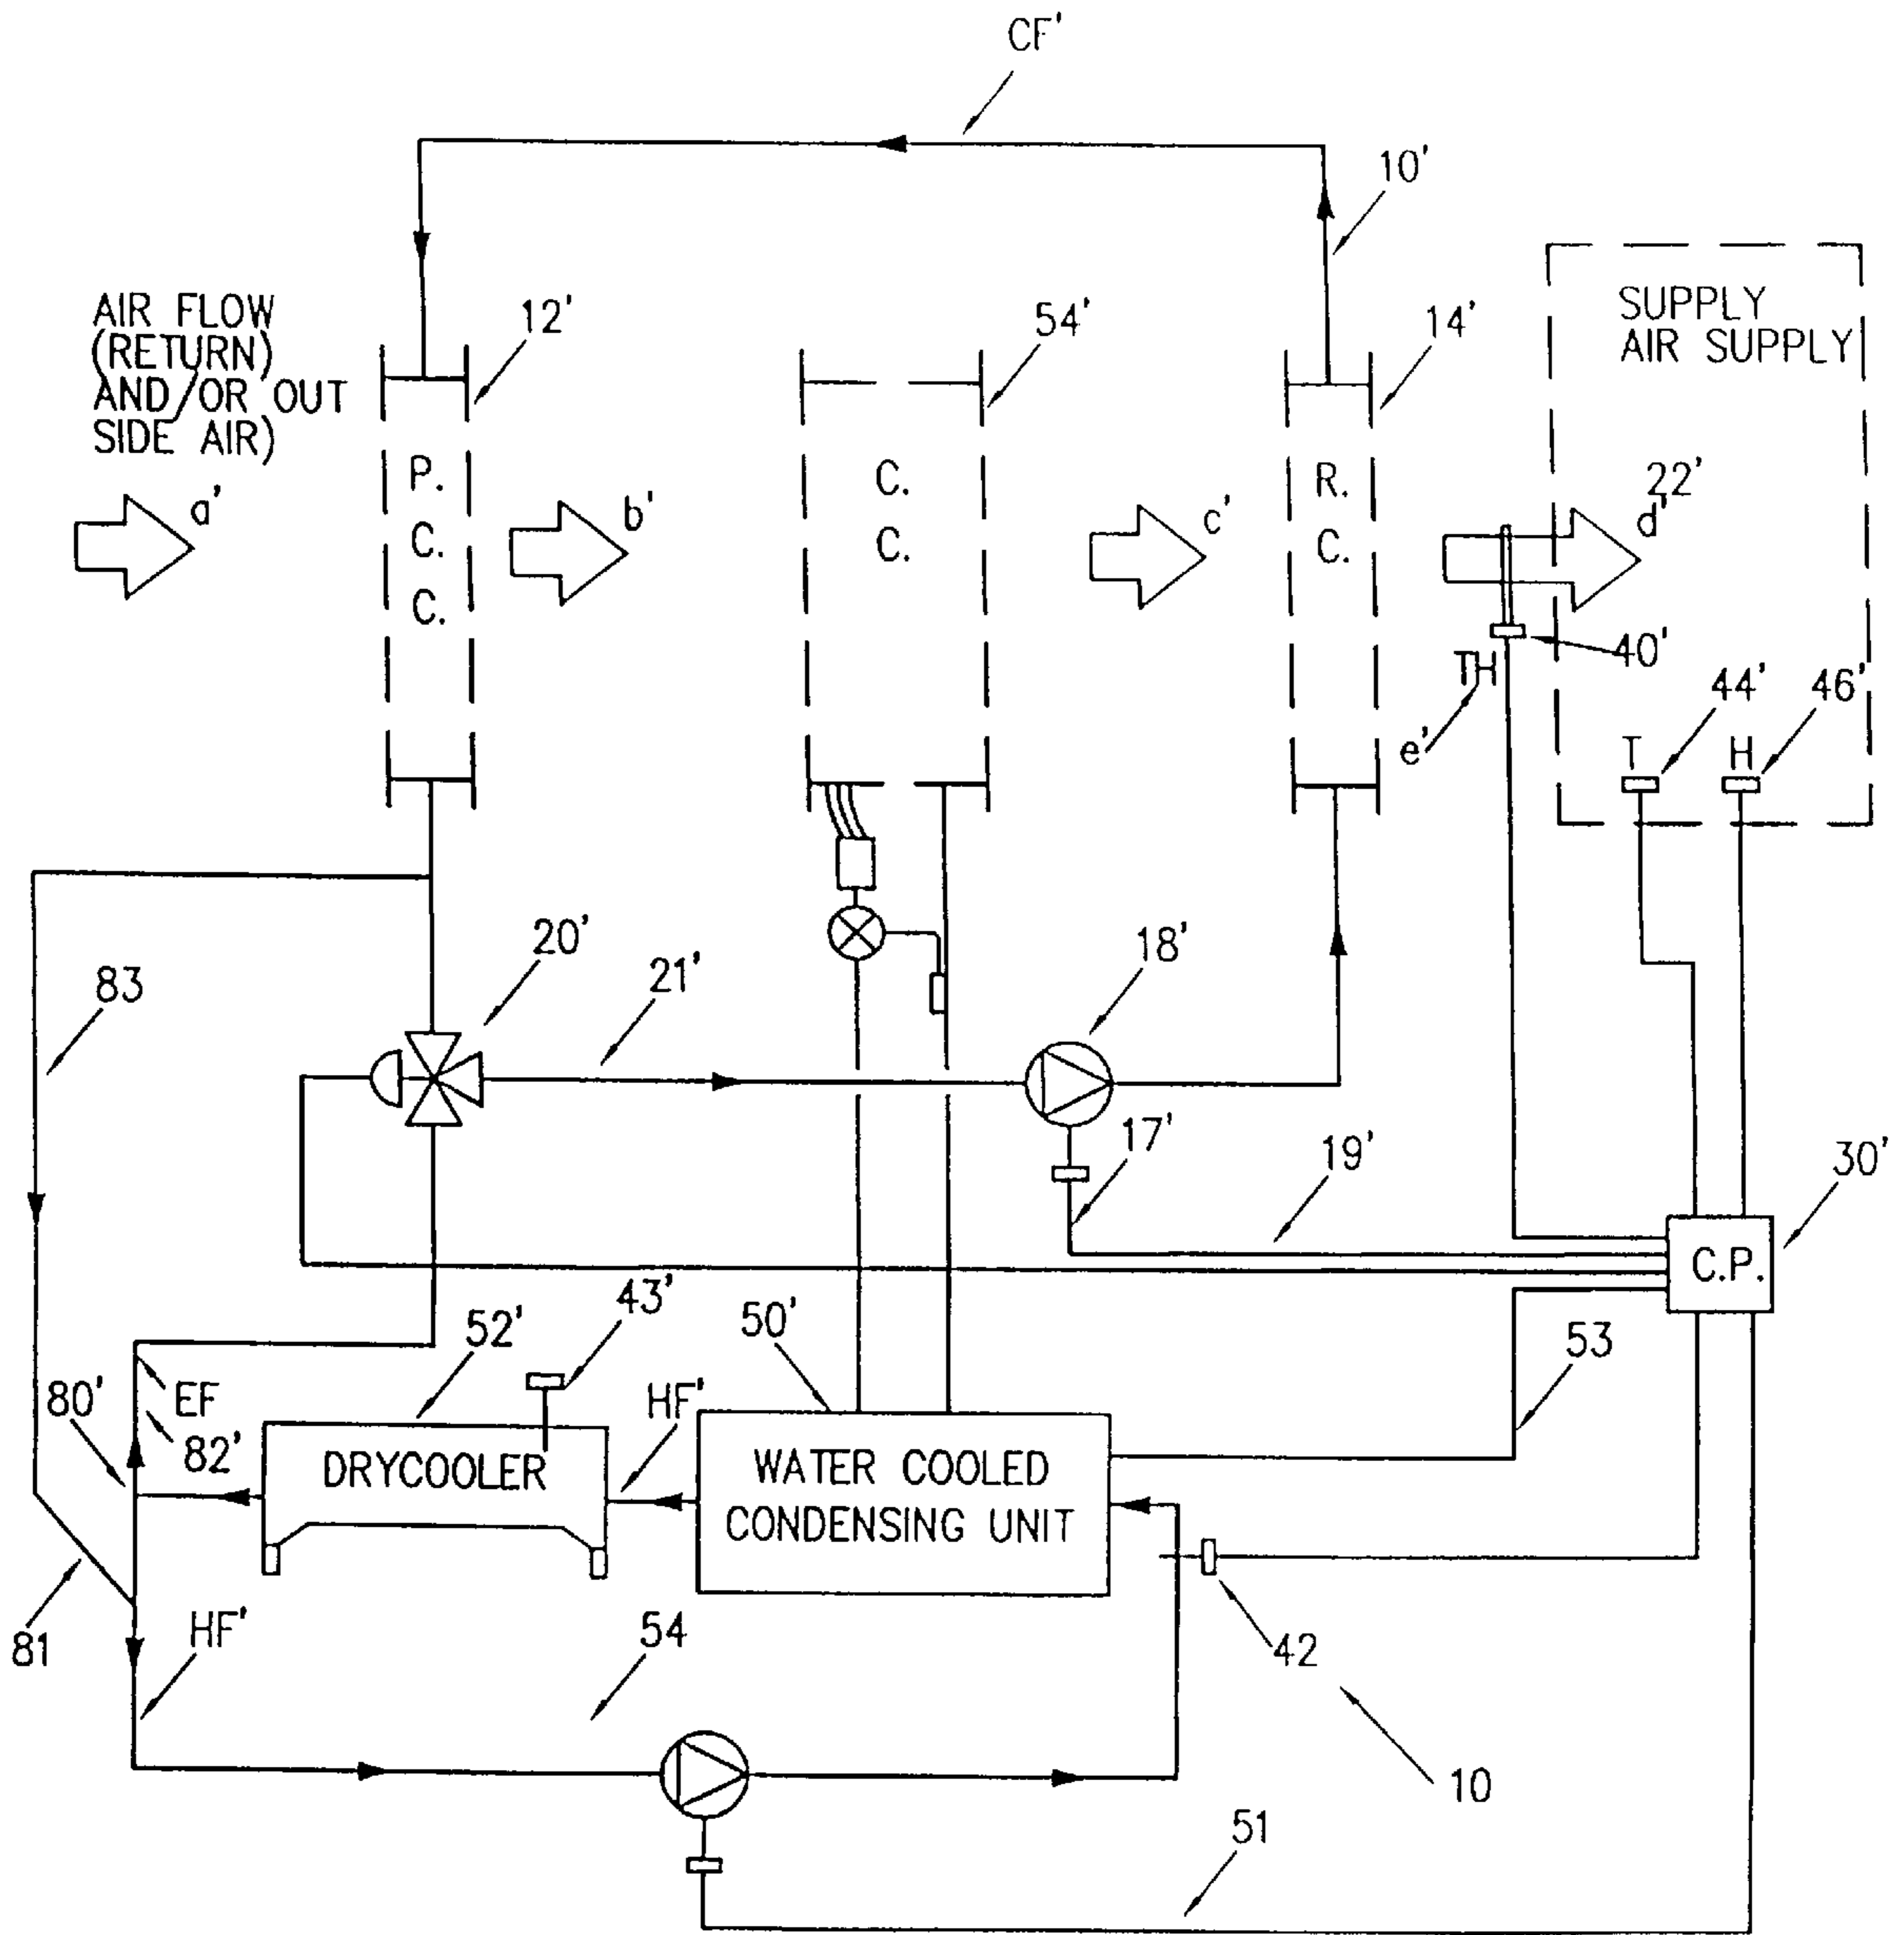 CF'
10'
AIR FLOW
(RETURN)
AND/OR OUT
SIDE AIR)
12'
54'
14'
SUPPLY
AIR SUPPLY
P.
C.
C.
C.
C.
R.
C.
a'
b'
c'
22'
d'
40'
TH
e'
44'
46'
T
H
20'
21'
18'
83
17'
19'
30'
C.P.
43'
52'
50'
53
80'
EF
82'
HF'
DRYCOOLER
WATER COOLED
CONDENSING UNIT
81
HF'
54
42
10
51